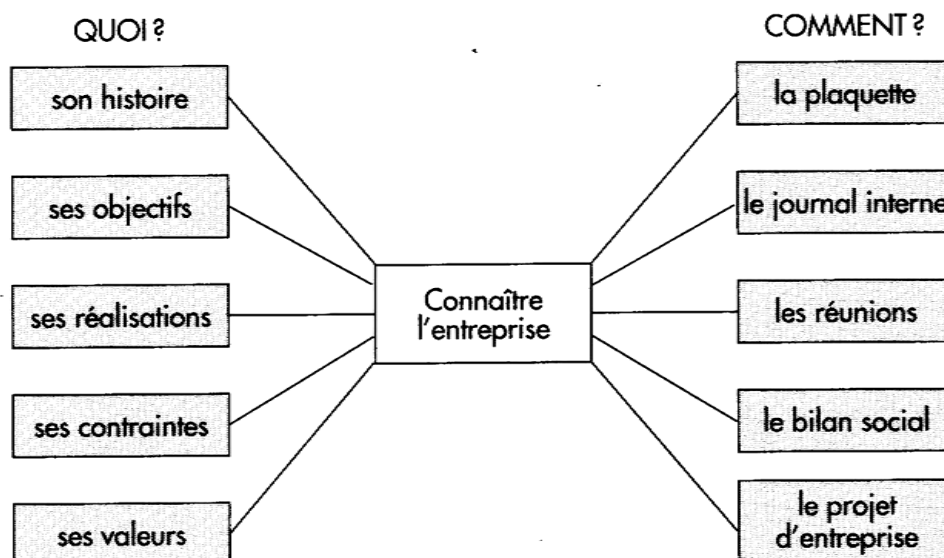 QUOI ?
son histoire
ses objectifs
ses réalisations
ses contraintes
ses valeurs
Connaître
l'entreprise
COMMENT ?
la plaquette
le journal interne
les réunions
le bilan social
le projet
d'entreprise